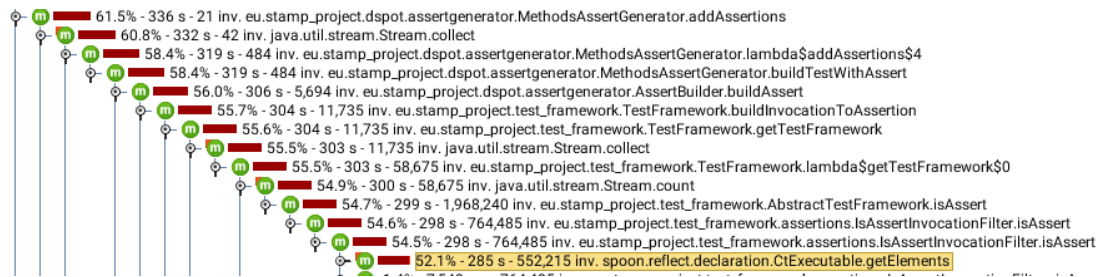 m 61.5% - 336 s - 21 inv. eu.stamp_project.dspot.assertgenerator.MethodsAssertGenerator.addAssertions
m 60.8% - 332 s - 42 inv. java.util.stream.Stream.collect
m 58.4% - 319 s - 484 inv. eu.stamp_project.dspot.assertgenerator.MethodsAssertGenerator.lambda$addAssertions$4
m 58.4% - 319 s - 484 inv. eu.stamp_project.dspot.assertgenerator.MethodsAssertGenerator.buildTestWithAssert
m 56.0% - 306 s - 5,694 inv. eu.stamp_project.dspot.assertgenerator.AssertBuilder.buildAssert
m 55.7% - 304 s - 11,735 inv. eu.stamp_project.test_framework.TestFramework.buildInvocationToAssertion
m 55.6% - 304 s - 11,735 inv. eu.stamp_project.test_framework.TestFramework.getTestFramework
m 55.5% - 303 s - 11,735 inv. java.util.stream.Stream.collect
m 55.5% - 303 s - 58,675 inv. eu.stamp_project.test_framework.TestFramework.lambda$getTestFramework$0
m 54.9% - 300 s - 58,675 inv. java.util.stream.Stream.count
m 54.7% - 299 s - 1,968,240 inv. eu.stamp_project.test_framework.AbstractTestFramework.isAssert
m 54.6% - 298 s - 764,485 inv. eu.stamp_project.test_framework.assertions.IsAssertInvocationFilter.isAssert
m 54.5% - 298 s - 764,485 inv. eu.stamp_project.test_framework.assertions.IsAssertInvocationFilter.isAssert
m 52.1% - 285 s - 552,215 inv. spoon.reflect.declaration.CtExecutable.getElements